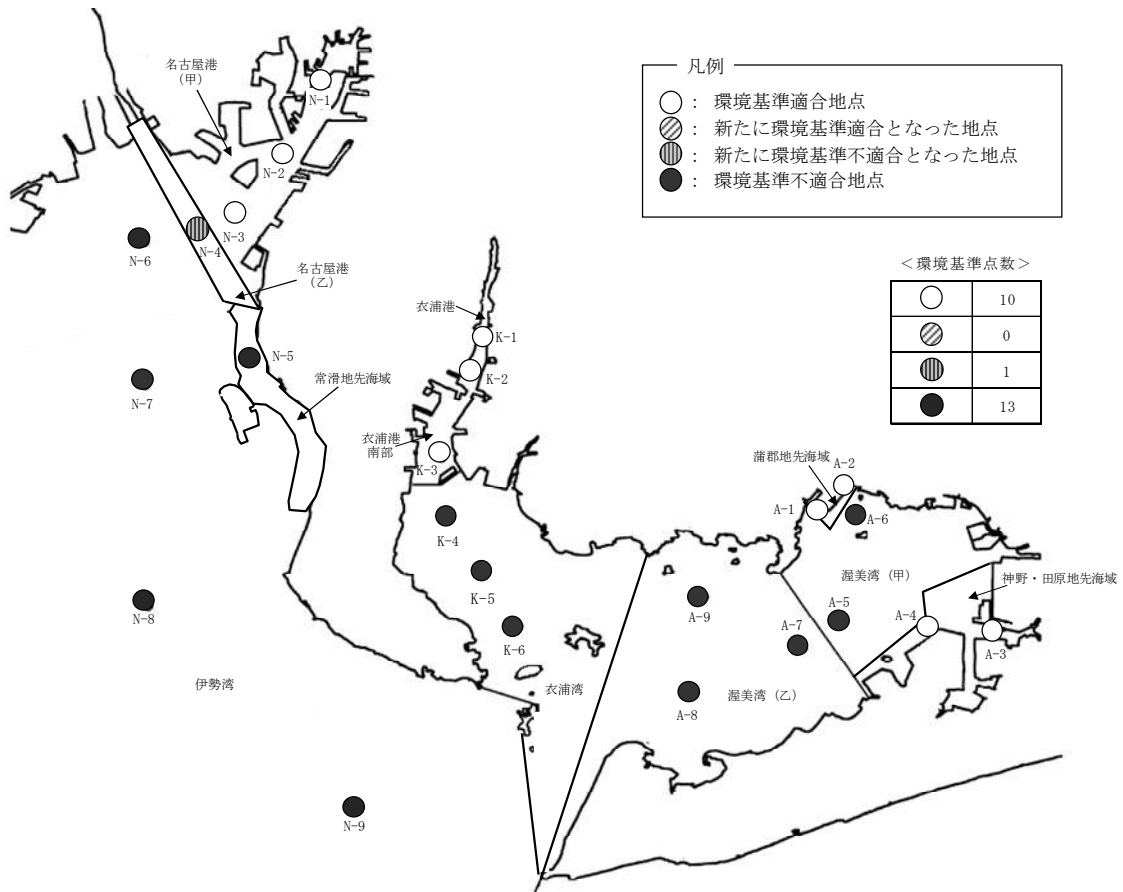 名古屋港
(甲)
N-1
N-2
N-3
N-4
N-6
名古屋港
(乙)
N-5
N-7
常滑地先海域
衣浦港
K-1
K-2
衣浦港
南部
K-3
K-4
K-5
K-6
N-8
伊勢湾
衣浦湾
N-9
凡例
: 環境基準適合地点
: 新たに環境基準適合となった地点
: 新たに環境基準不適合となった地点
: 環境基準不適合地点
<環境基準点数>
10
0
1
13
蒲郡地先海域
A-2
A-1
A-6
渥美湾(甲)
神野・田原地先海域
A-5
A-4
A-3
A-9
A-7
A-8
渥美湾(乙)